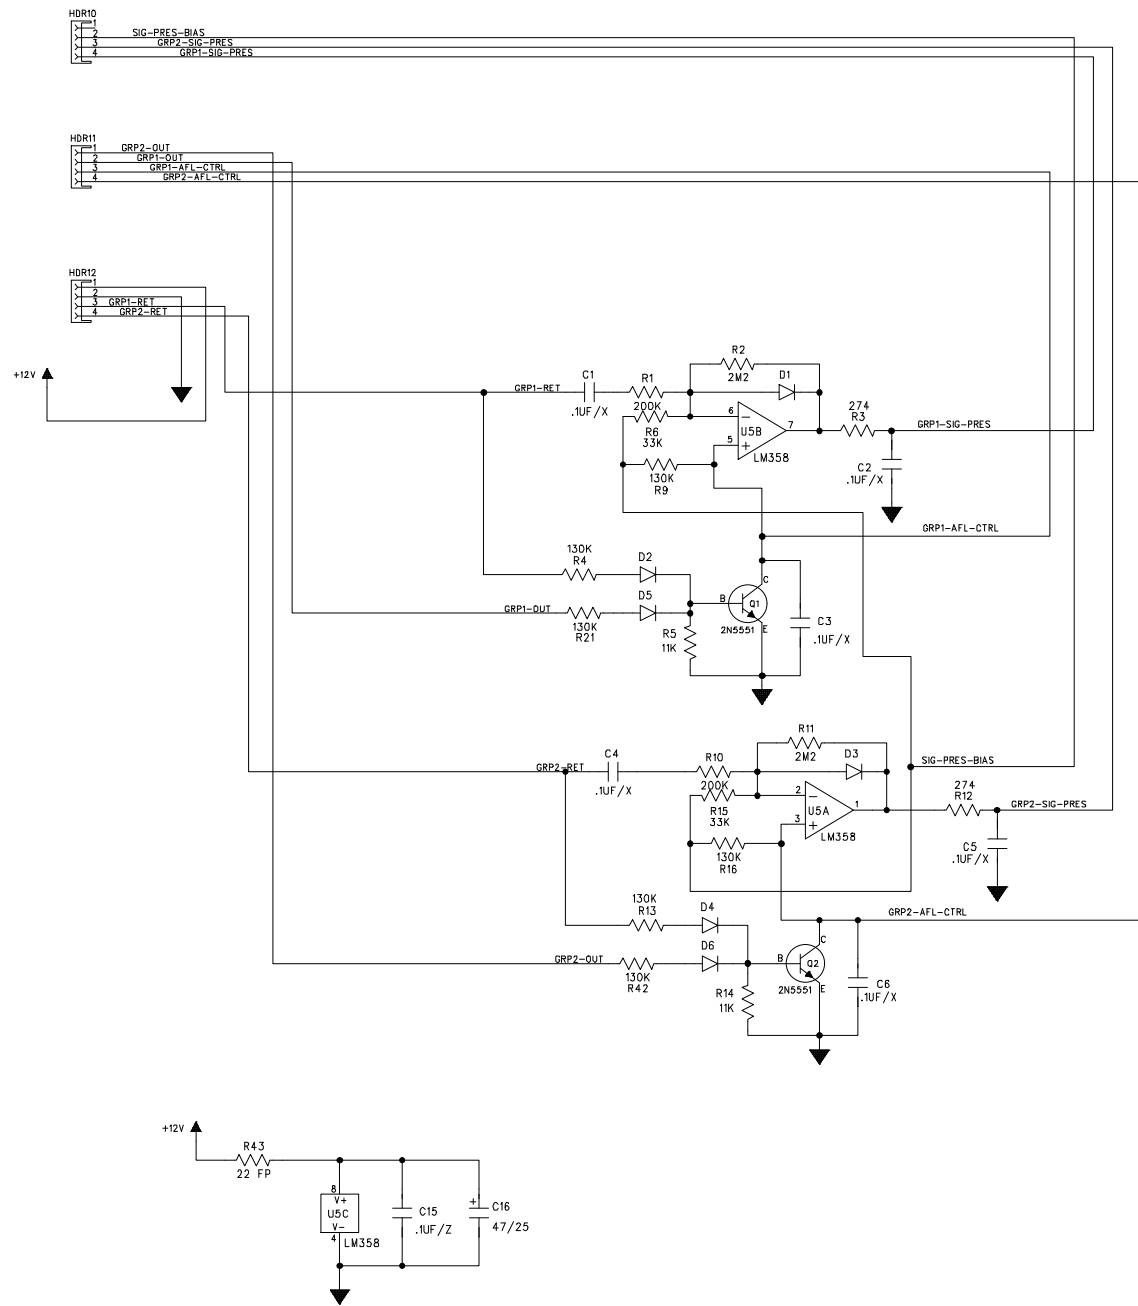 HDR10
1
2 SIG-PRES-BIAS
3 GRP2-SIG-PRES
4 GRP1-SIG-PRES
HDR11
1 GRP2-OUT
2 GRP1-OUT
3 GRP1-AFL-CTRL
4 GRP2-AFL-CTRL
HDR12
1
2
3 GRP1-RET
4 GRP2-RET
+12V
R2
2M2
D1
GRP1-RET
C1
.1UF/X
R1
200K
R6
33K
6
5
7
U5B
LM358
274
R3
GRP1-SIG-PRES
130K
R9
C2
.1UF/X
GRP1-AFL-CTRL
130K
R4
D2
GRP1-OUT
130K
R21
D5
R5
11K
B
C
Q1
E
2N5551
C3
.1UF/X
R11
2M2
D3
GRP2-RET
C4
.1UF/X
R10
200K
R15
33K
2
3
1
U5A
LM358
SIG-PRES-BIAS
274
R12
GRP2-SIG-PRES
130K
R16
C5
.1UF/X
GRP2-AFL-CTRL
130K
R13
D4
GRP2-OUT
130K
R42
D6
R14
11K
B
C
Q2
E
2N5551
C6
.1UF/X
+12V
R43
22 FP
8
V+
U5C
V-
4
LM358
C15
.1UF/Z
+
C16
47/25